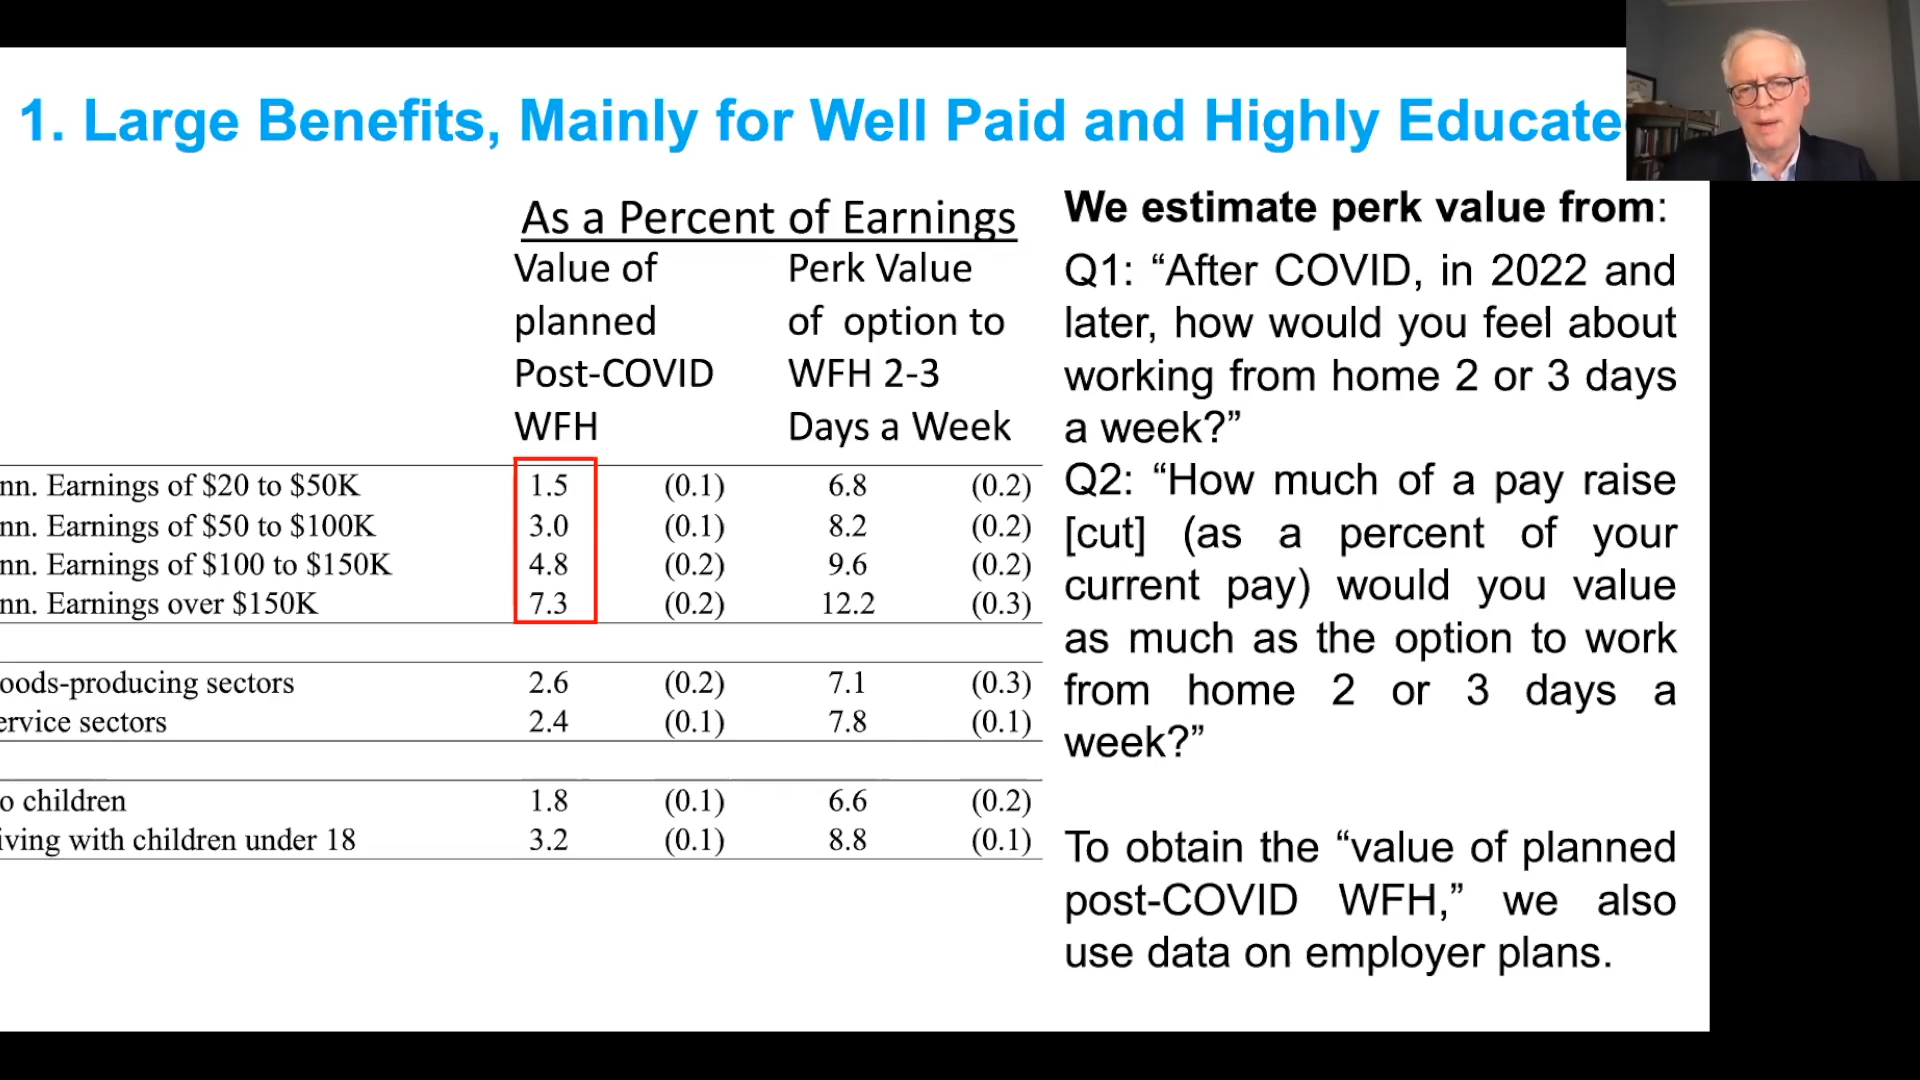 1. Large Benefits, Mainly for Well Paid and Highly Educate
As a Percent of Earnings
Value of planned Post-COVID WFH
Perk Value of option to WFH 2-3 Days a Week
nn. Earnings of $20 to $50K 1.5 (0.1) 6.8 (0.2)
nn. Earnings of $50 to $100K 3.0 (0.1) 8.2 (0.2)
nn. Earnings of $100 to $150K 4.8 (0.2) 9.6 (0.2)
nn. Earnings over $150K 7.3 (0.2) 12.2 (0.3)
oods-producing sectors 2.6 (0.2) 7.1 (0.3)
ervice sectors 2.4 (0.1) 7.8 (0.1)
o children 1.8 (0.1) 6.6 (0.2)
iving with children under 18 3.2 (0.1) 8.8 (0.1)
We estimate perk value from:
Q1: “After COVID, in 2022 and
later, how would you feel about
working from home 2 or 3 days
a week?”
Q2: “How much of a pay raise
[cut] (as a percent of your
current pay) would you value
as much as the option to work
from home 2 or 3 days a
week?”
To obtain the “value of planned
post-COVID WFH,” we also
use data on employer plans.